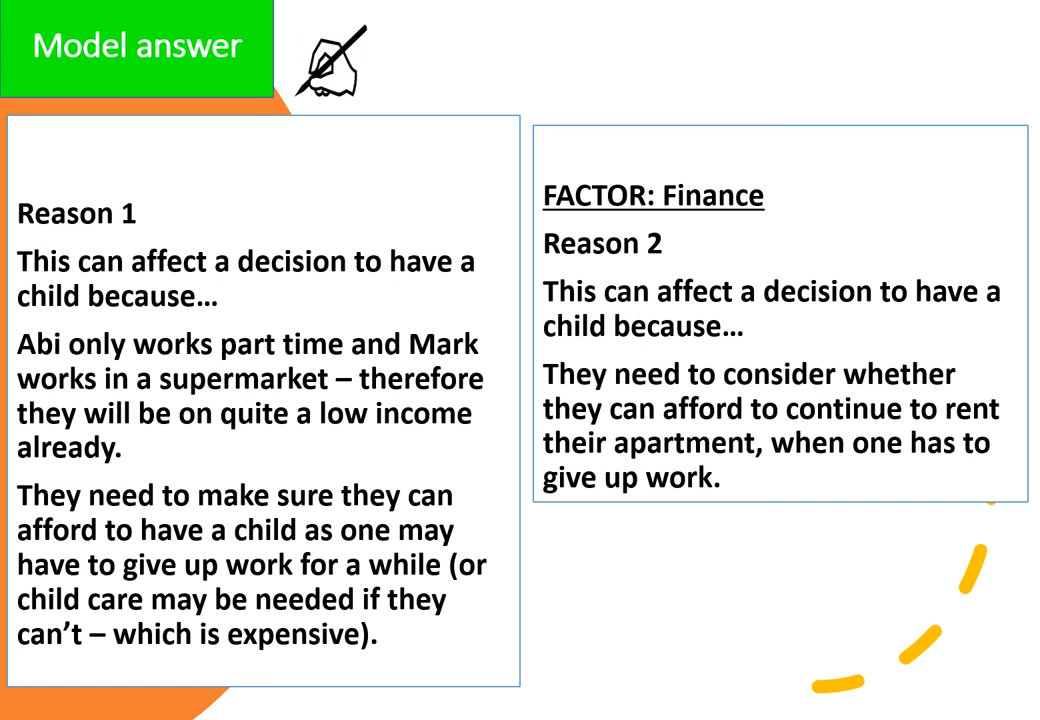 Model answer
Reason 1
This can affect a decision to have a
child because…
Abi only works part time and Mark
works in a supermarket – therefore
they will be on quite a low income
already.
They need to make sure they can
afford to have a child as one may
have to give up work for a while (or
child care may be needed if they
can't – which is expensive).
FACTOR: Finance
Reason 2
This can affect a decision to have a
child because…
They need to consider whether
they can afford to continue to rent
their apartment, when one has to
give up work.